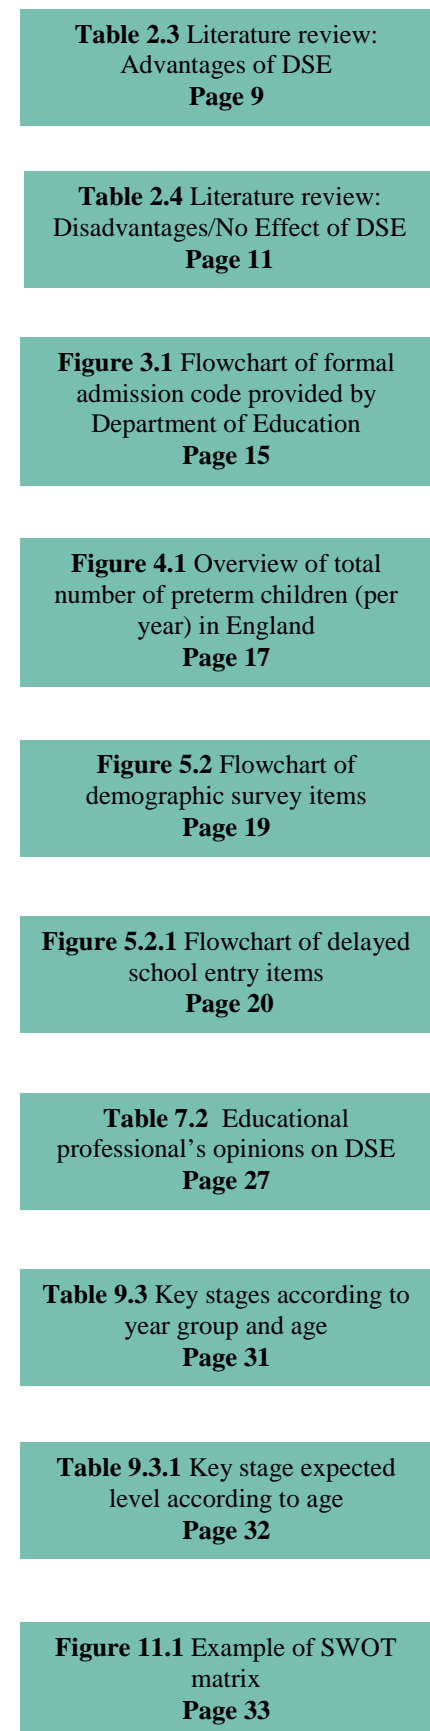 Table 2.3 Literature review:
Advantages of DSE
Page 9
Table 2.4 Literature review:
Disadvantages/No Effect of DSE
Page 11
Figure 3.1 Flowchart of formal
admission code provided by
Department of Education
Page 15
Figure 4.1 Overview of total
number of preterm children (per
year) in England
Page 17
Figure 5.2 Flowchart of
demographic survey items
Page 19
Figure 5.2.1 Flowchart of delayed
school entry items
Page 20
Table 7.2 Educational
professional’s opinions on DSE
Page 27
Table 9.3 Key stages according to
year group and age
Page 31
Table 9.3.1 Key stage expected
level according to age
Page 32
Figure 11.1 Example of SWOT
matrix
Page 33